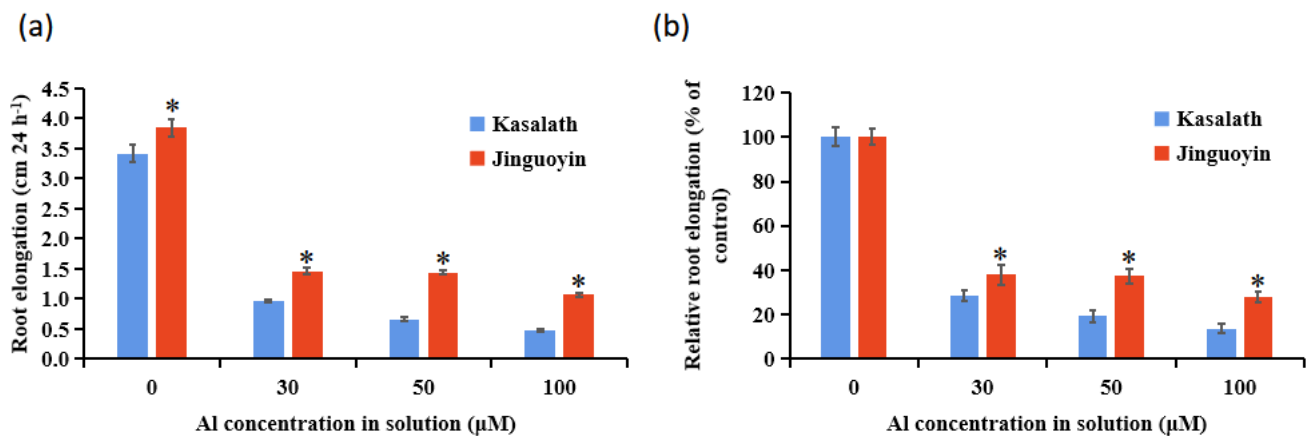 (a)
Root elongation (cm 24 h⁻¹)
4.5
4.0
3.5
3.0
2.5
2.0
1.5
1.0
0.5
0.0
*
*
*
*
Kasalath
Jinguoyin
0 30 50 100
Al concentration in solution (µM)
(b)
Relative root elongation (% of
control)
120
100
80
60
40
20
0
*
*
*
Kasalath
Jinguoyin
0 30 50 100
Al concentration in solution (µM)